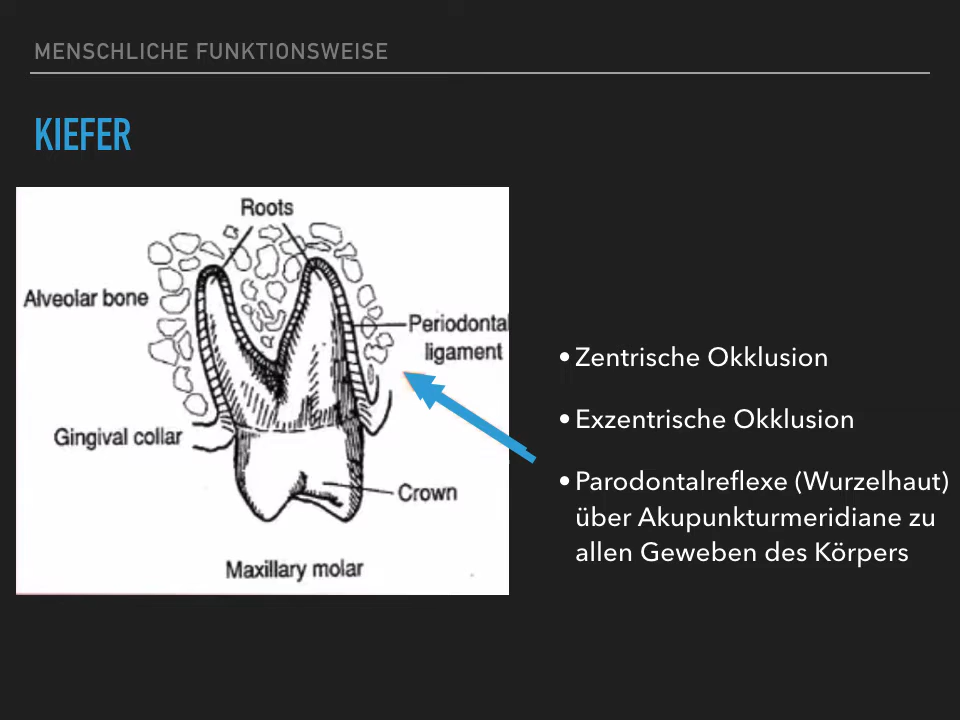 MENSCHLICHE FUNKTIONSWEISE
KIEFER
Roots
Alveolar bone
Periodontal
ligament
Gingival collar
Crown
Maxillary molar
• Zentrische Okklusion
• Exzentrische Okklusion
• Parodontalreflexe (Wurzelhaut)
über Akupunkturmeridiane zu
allen Geweben des Körpers